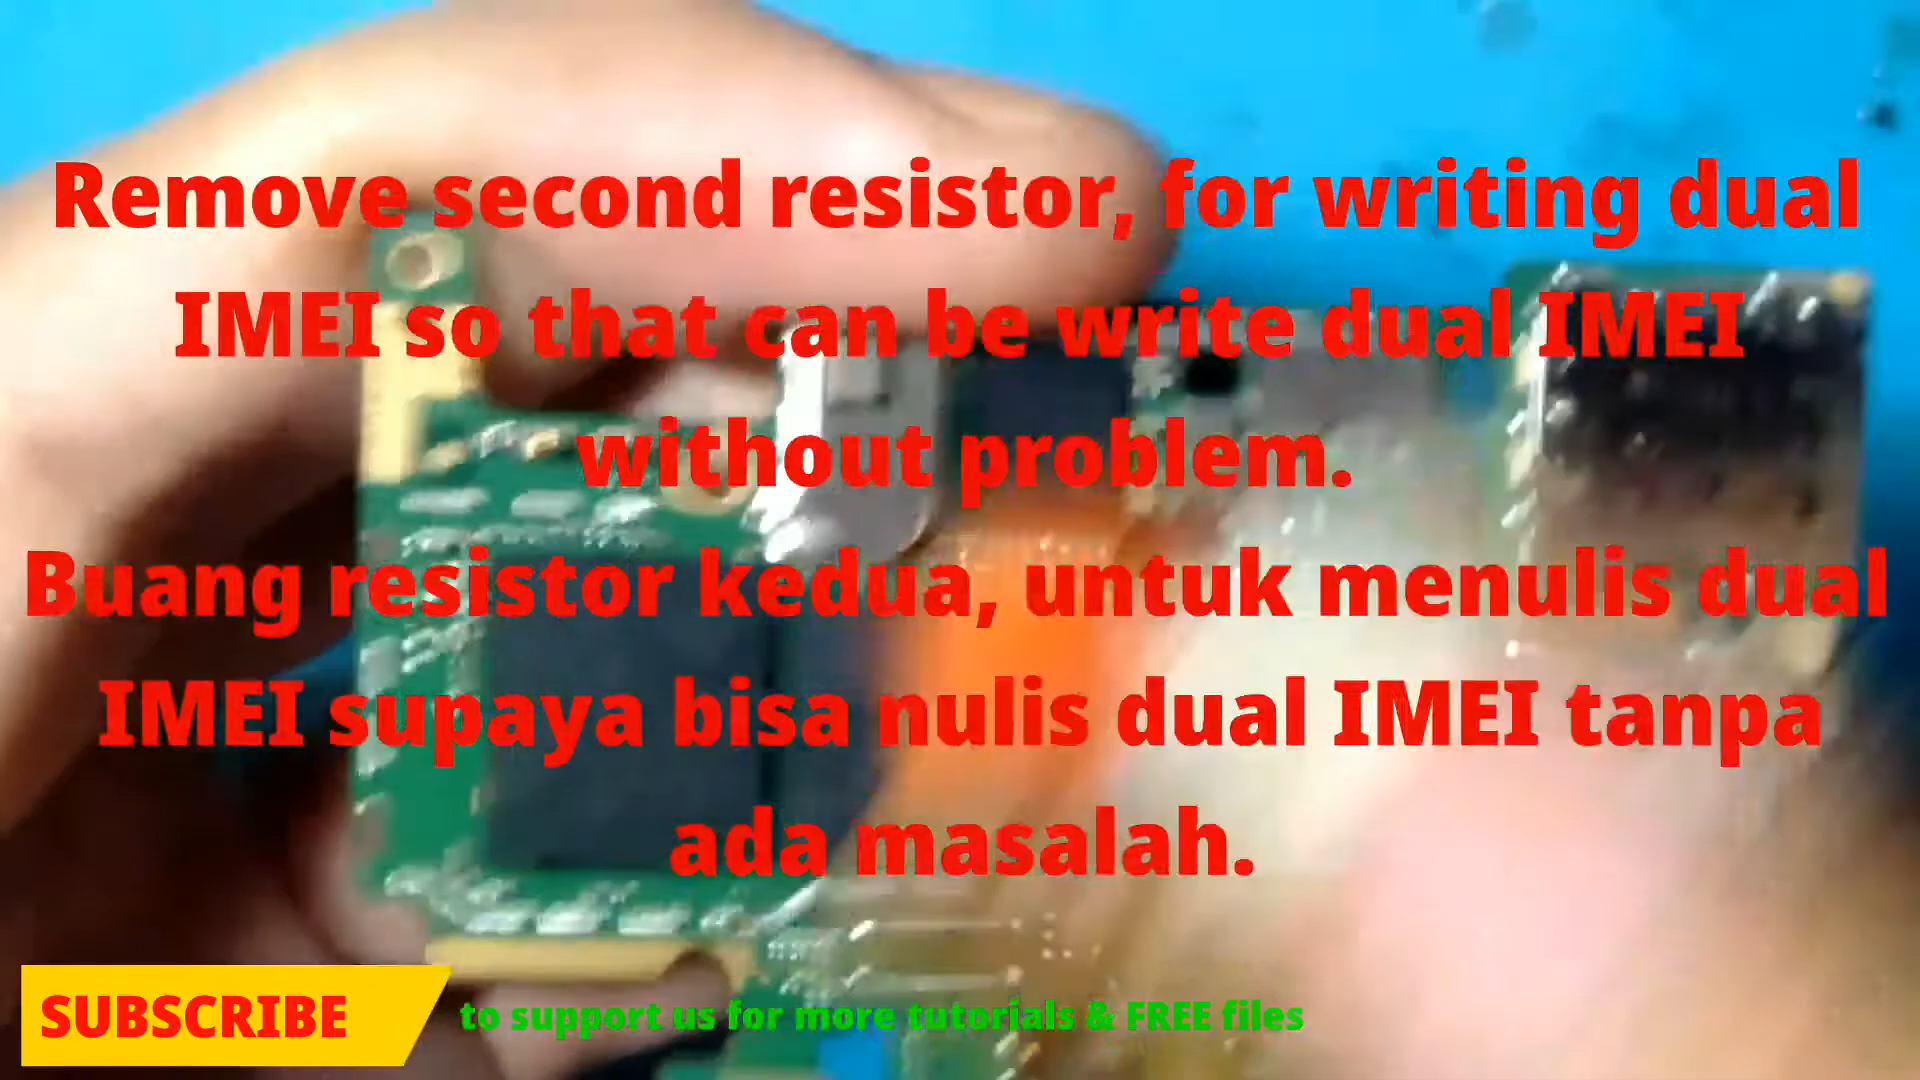 Remove second resistor, for writing dual
IMEI so that can be write dual IMEI
without problem.
Buang resistor kedua, untuk menulis dual
IMEI supaya bisa nulis dual IMEI tanpa
ada masalah.
SUBSCRIBE
to support us for more tutorials & FREE files